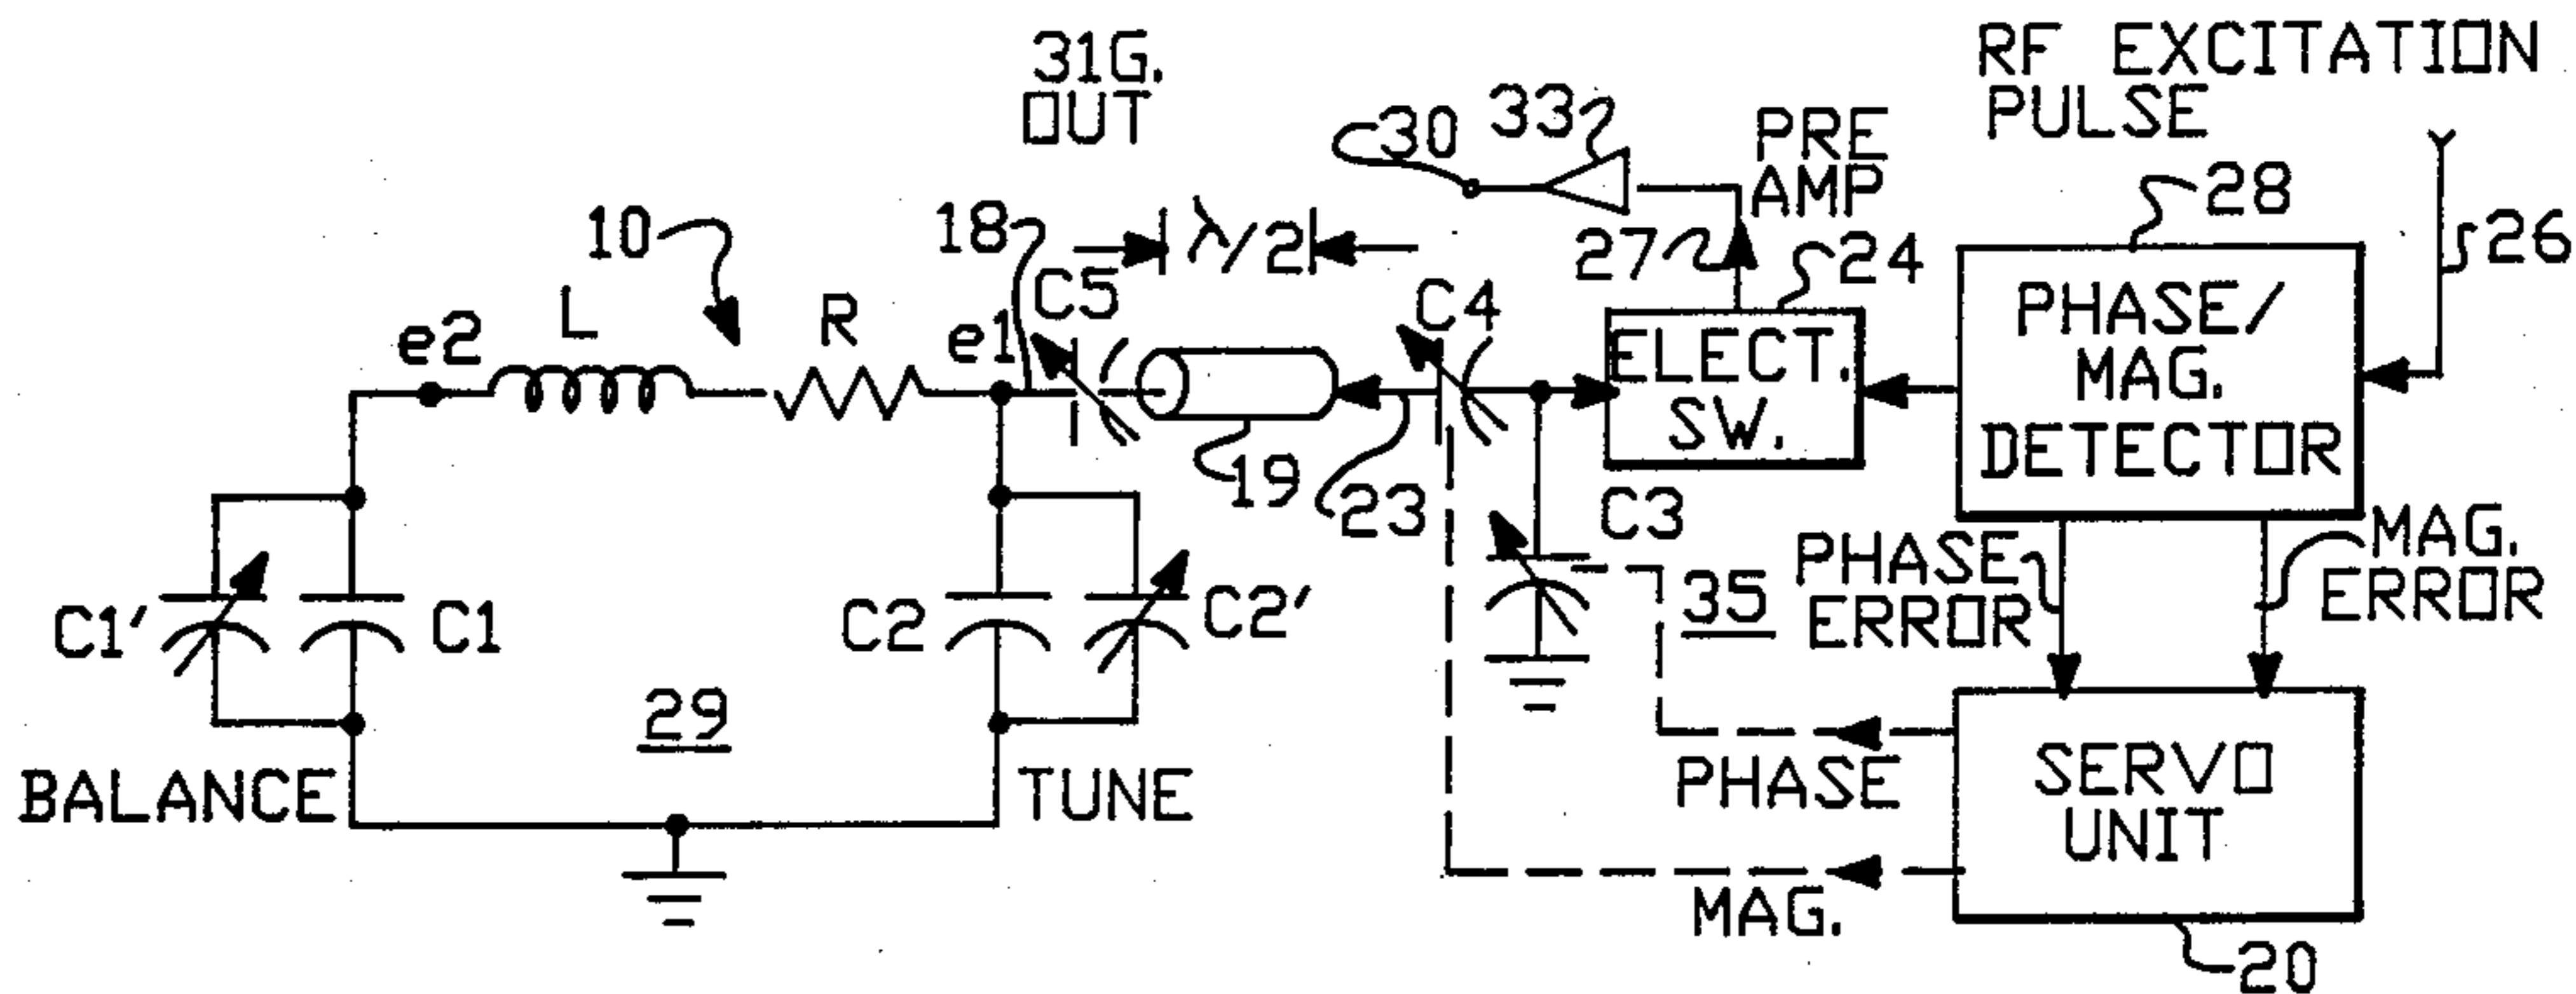 31G.
OUT
RF EXCITATION
PULSE
30
33
PRE
AMP
28
10
18
λ/2
27
24
26
C5
C4
e2
L
R
e1
ELECT.
SW.
PHASE/
MAG.
DETECTOR
19
23
C3
PHASE
ERROR
MAG.
ERROR
35
C1'
C1
C2
C2'
29
BALANCE
TUNE
PHASE
SERVO
UNIT
MAG.
20